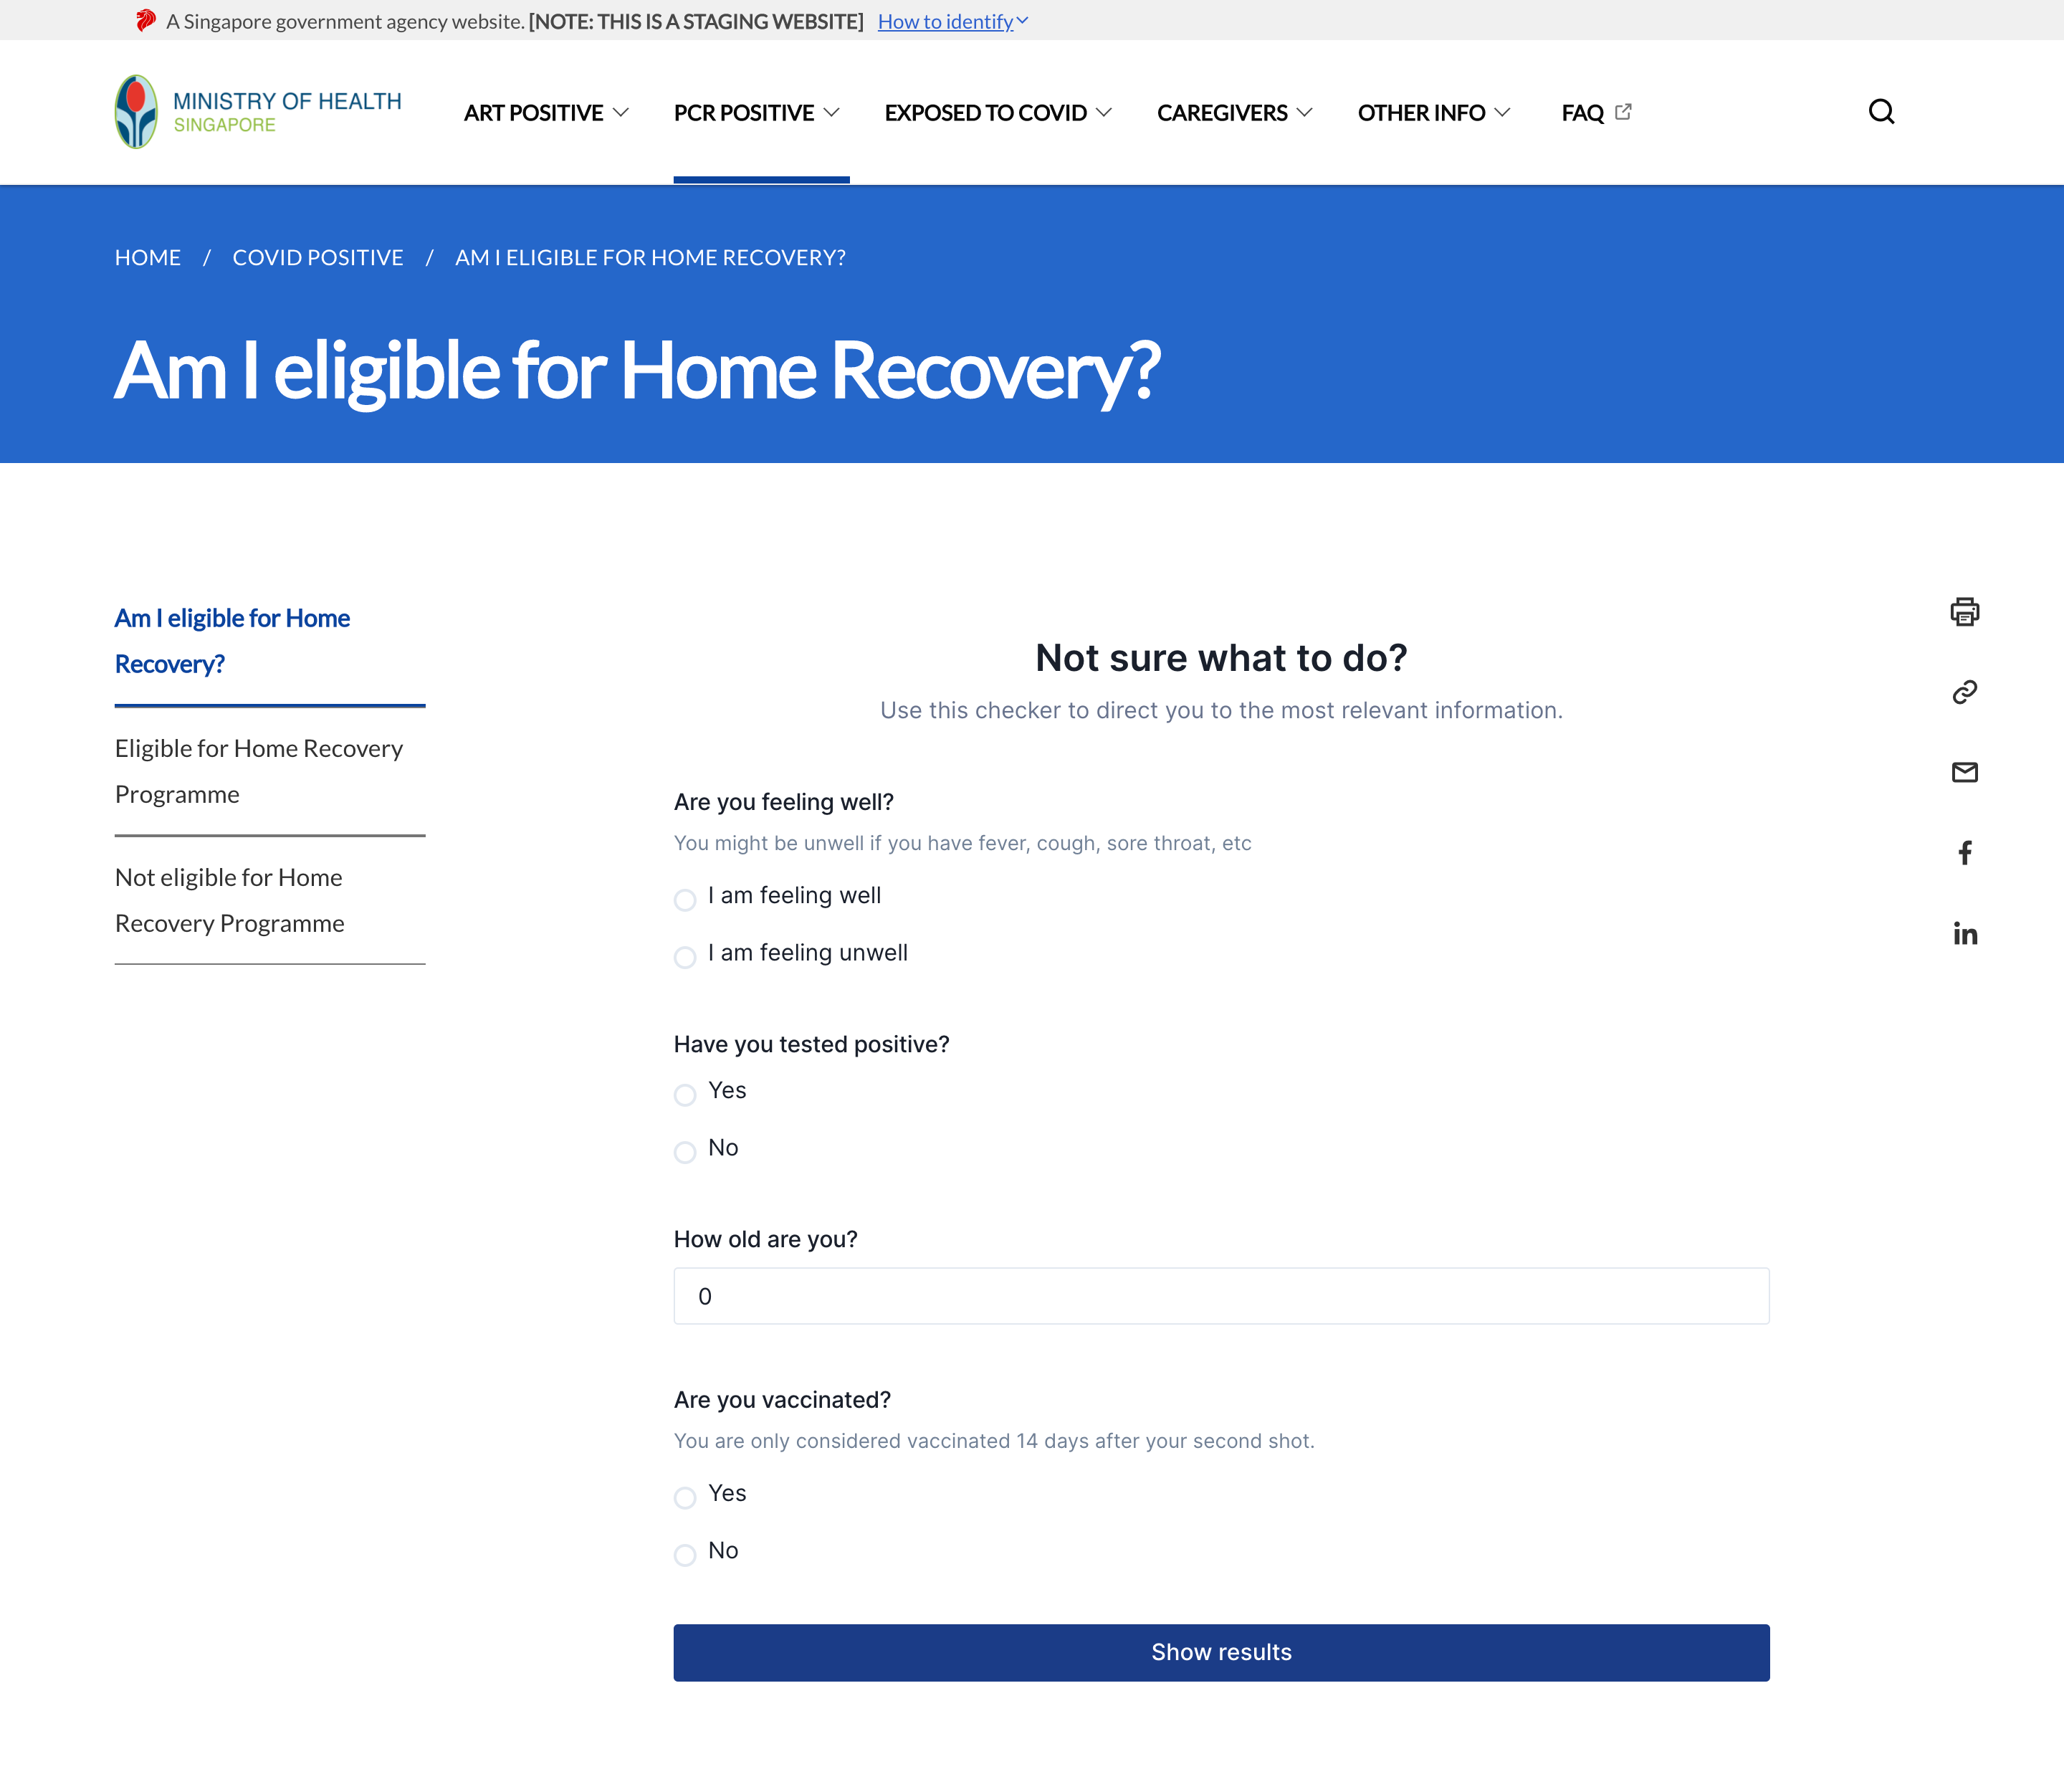 A Singapore government agency website. [NOTE: THIS IS A STAGING WEBSITE] How to identify
MINISTRY OF HEALTH
SINGAPORE
ART POSITIVE PCR POSITIVE EXPOSED TO COVID CAREGIVERS OTHER INFO FAQ
HOME / COVID POSITIVE / AM I ELIGIBLE FOR HOME RECOVERY?
Am I eligible for Home Recovery?
Am I eligible for Home
Recovery?
Eligible for Home Recovery
Programme
Not eligible for Home
Recovery Programme
Not sure what to do?
Use this checker to direct you to the most relevant information.
Are you feeling well?
You might be unwell if you have fever, cough, sore throat, etc
I am feeling well
I am feeling unwell
Have you tested positive?
Yes
No
How old are you?
0
Are you vaccinated?
You are only considered vaccinated 14 days after your second shot.
Yes
No
Show results